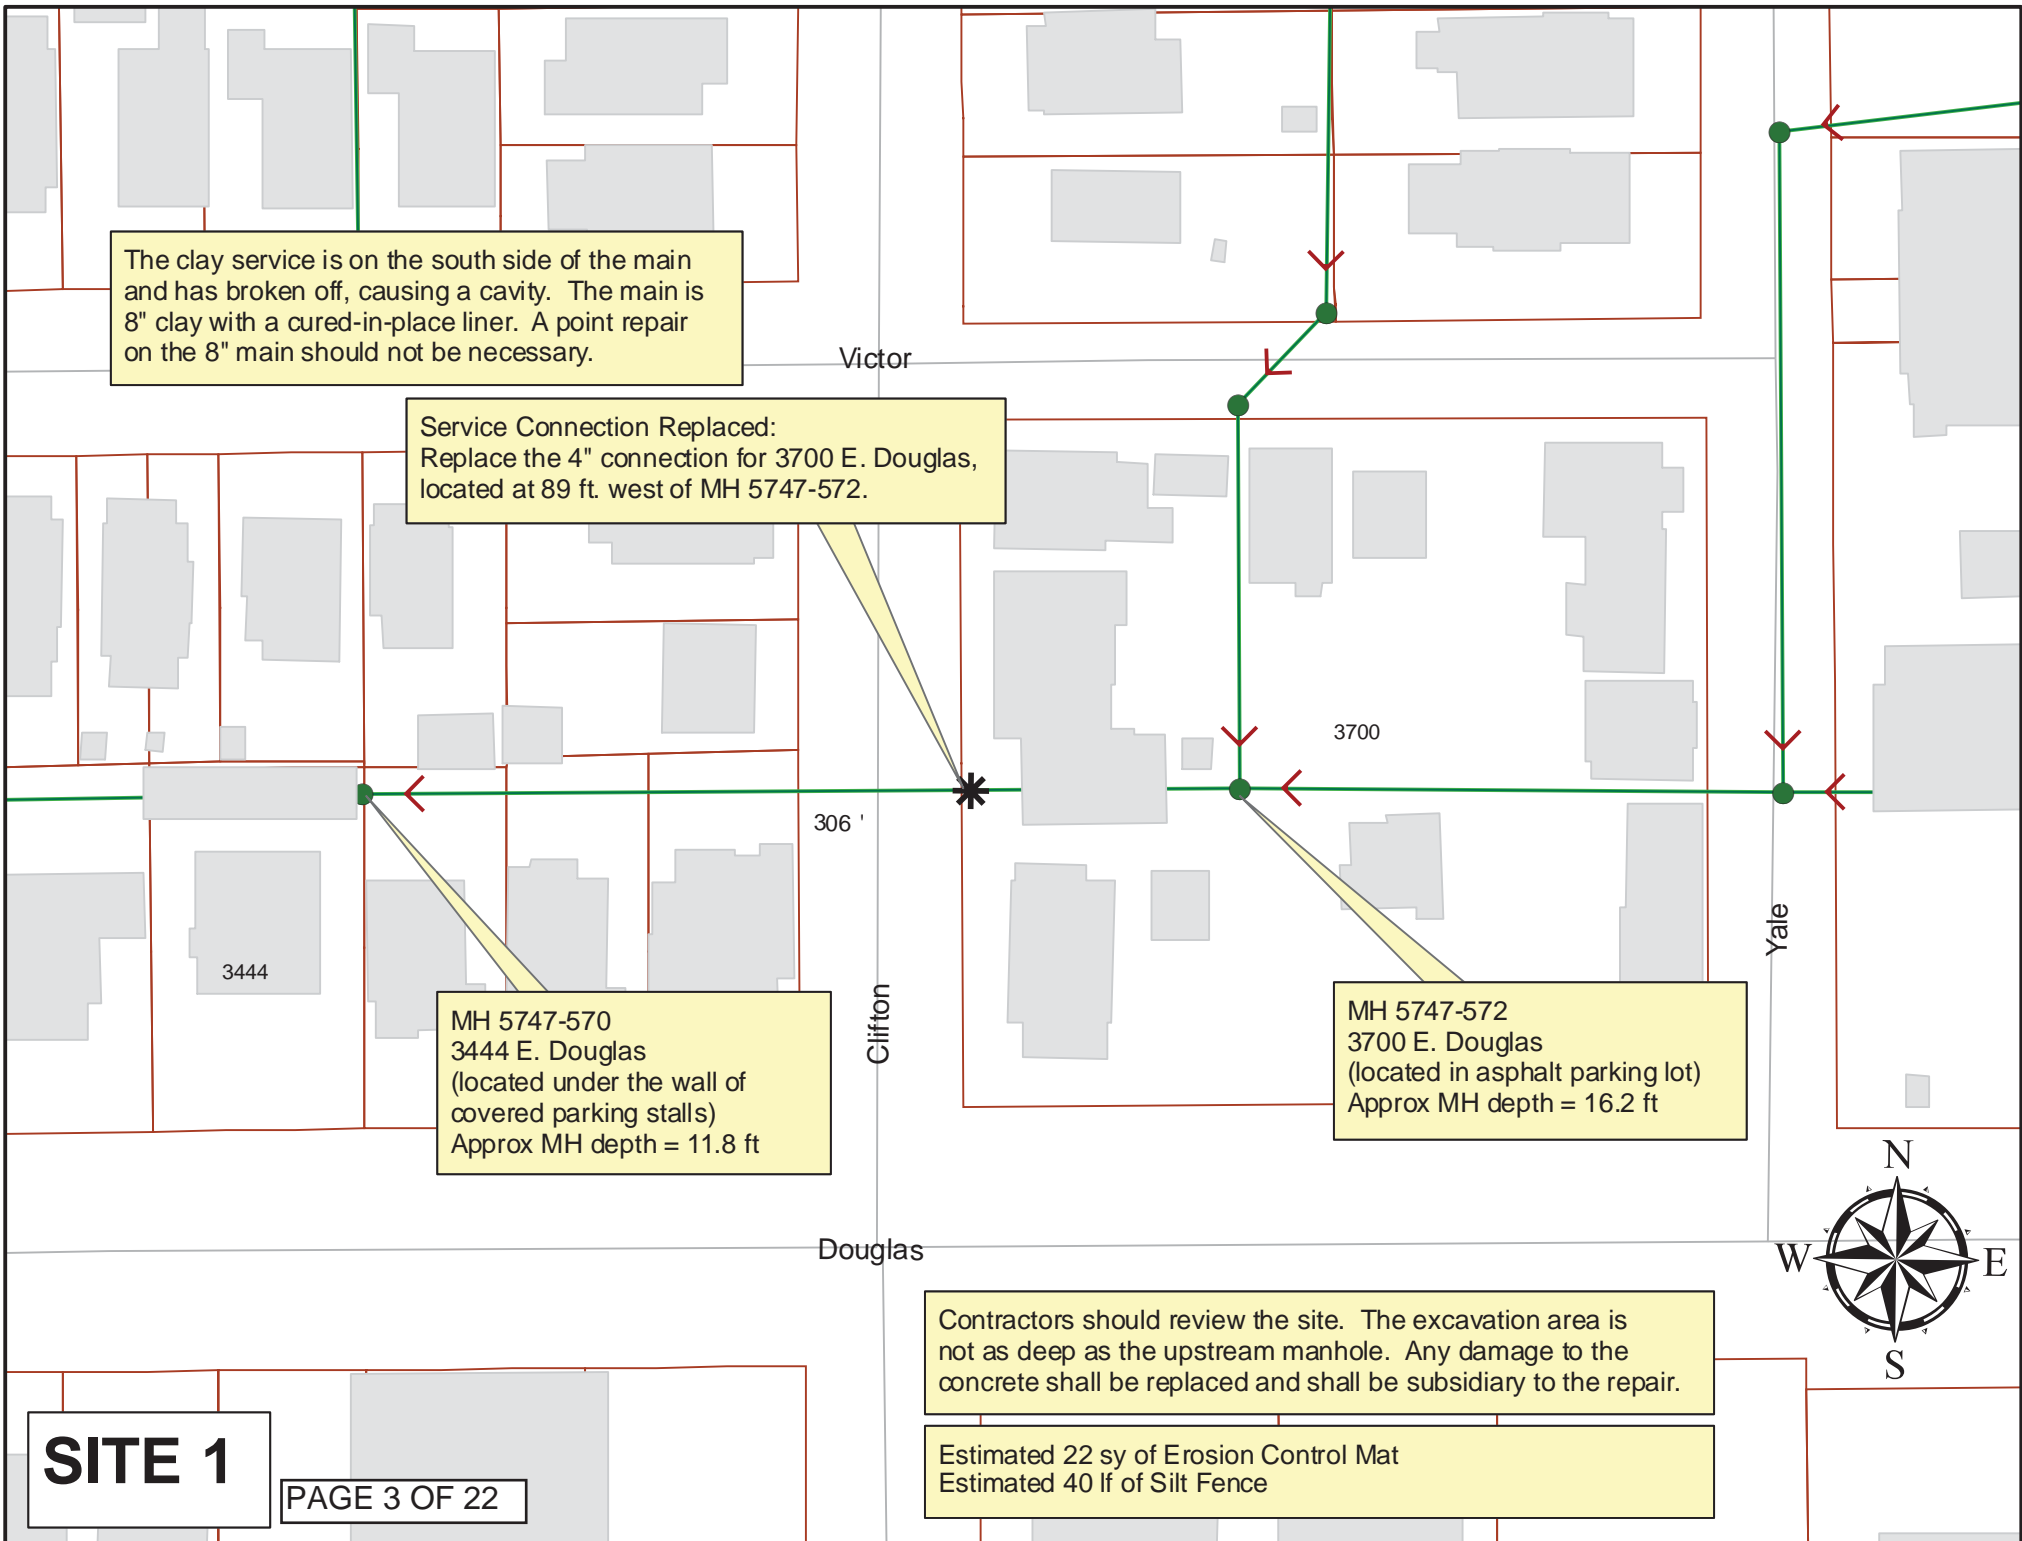 The clay service is on the south side of the main
and has broken off, causing a cavity. The main is
8" clay with a cured-in-place liner. A point repair
on the 8" main should not be necessary.
Victor
Service Connection Replaced:
Replace the 4" connection for 3700 E. Douglas,
located at 89 ft. west of MH 5747-572.
3700
306 '
3444
Yale
Clifton
MH 5747-570
3444 E. Douglas
(located under the wall of
covered parking stalls)
Approx MH depth = 11.8 ft
MH 5747-572
3700 E. Douglas
(located in asphalt parking lot)
Approx MH depth = 16.2 ft
N
W
E
S
Douglas
Contractors should review the site. The excavation area is
not as deep as the upstream manhole. Any damage to the
concrete shall be replaced and shall be subsidiary to the repair.
Estimated 22 sy of Erosion Control Mat
Estimated 40 lf of Silt Fence
SITE 1
PAGE 3 OF 22